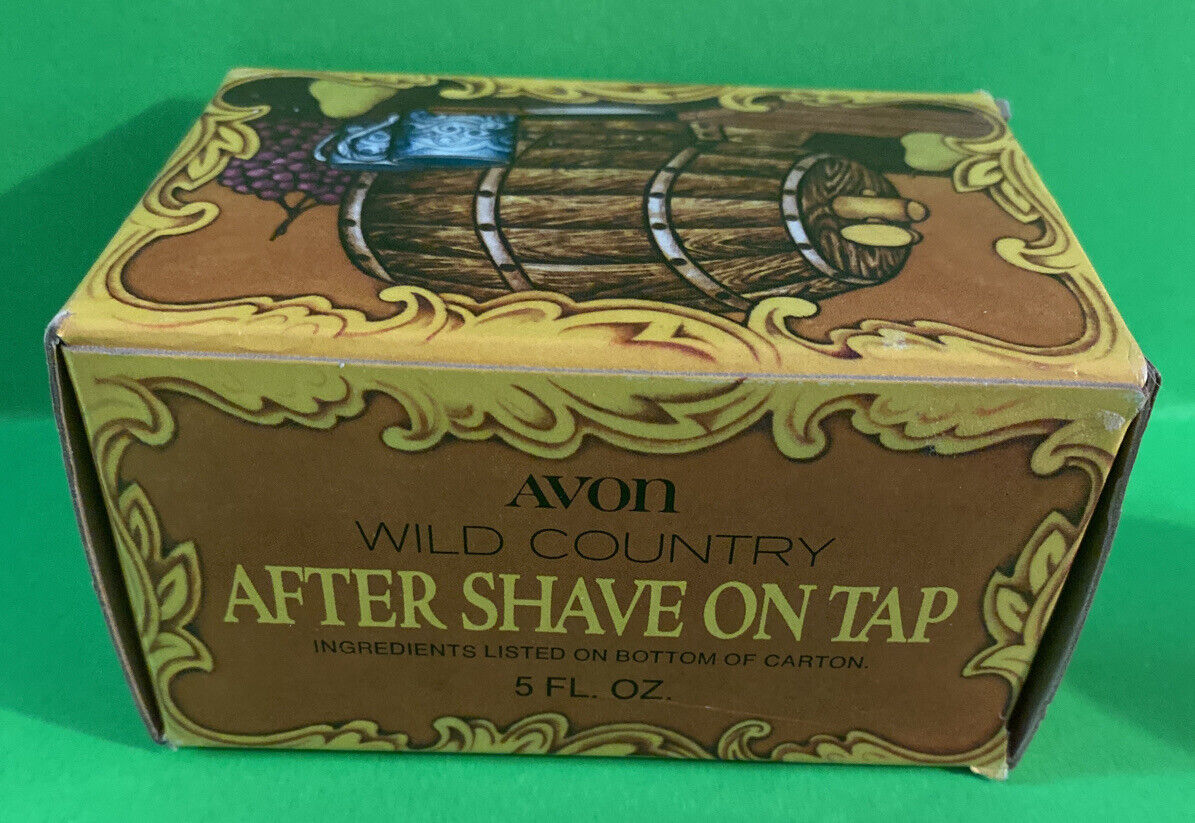 AVON
WILD COUNTRY
AFTER SHAVE ON TAP
INGREDIENTS LISTED ON BOTTOM OF CARTON.
5 FL. OZ.